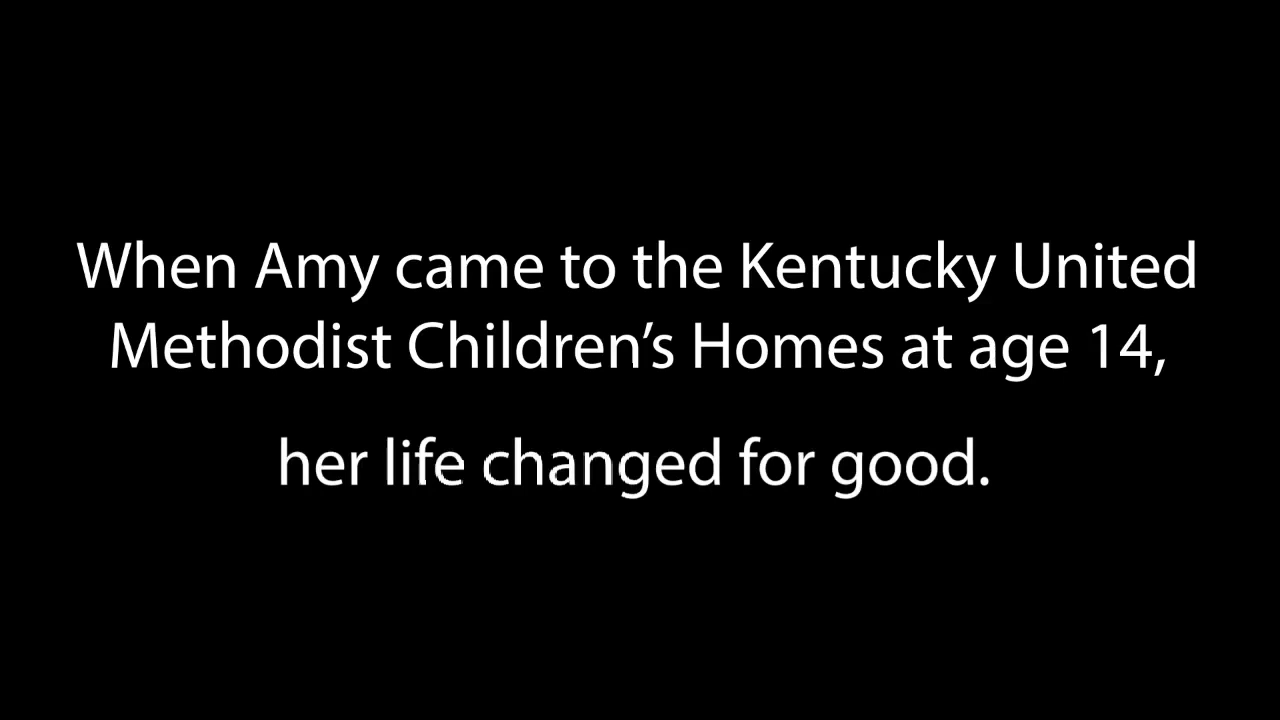 When Amy came to the Kentucky United
Methodist Children’s Homes at age 14,
her life changed for good.